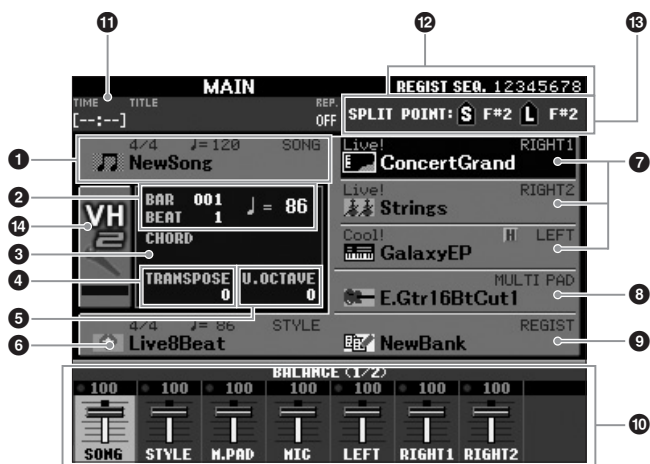 11
12
13
MAIN
REGIST SEQ. 12345678
TIME TITLE REP.
[--:--] OFF
SPLIT POINT: S F#2 L F#2
1
4/4 ♩=120 SONG
NewSong
Live! RIGHT1
ConcertGrand
7
2
BAR 001
BEAT 1
♩ = 86
Live! RIGHT2
Strings
14
VH
2
3
CHORD
Cool! H LEFT
GalaxyEP
4
TRANSPOSE
0
U.OCTAVE
0
MULTI PAD
E.Gtr16BtCut1
8
5
6
4/4 ♩= 86 STYLE
Live8Beat
REGIST
NewBank
9
BALANCE (1/2)
100 100 100 100 100 100 100
10
SONG STYLE M.PAD MIC LEFT RIGHT1 RIGHT2